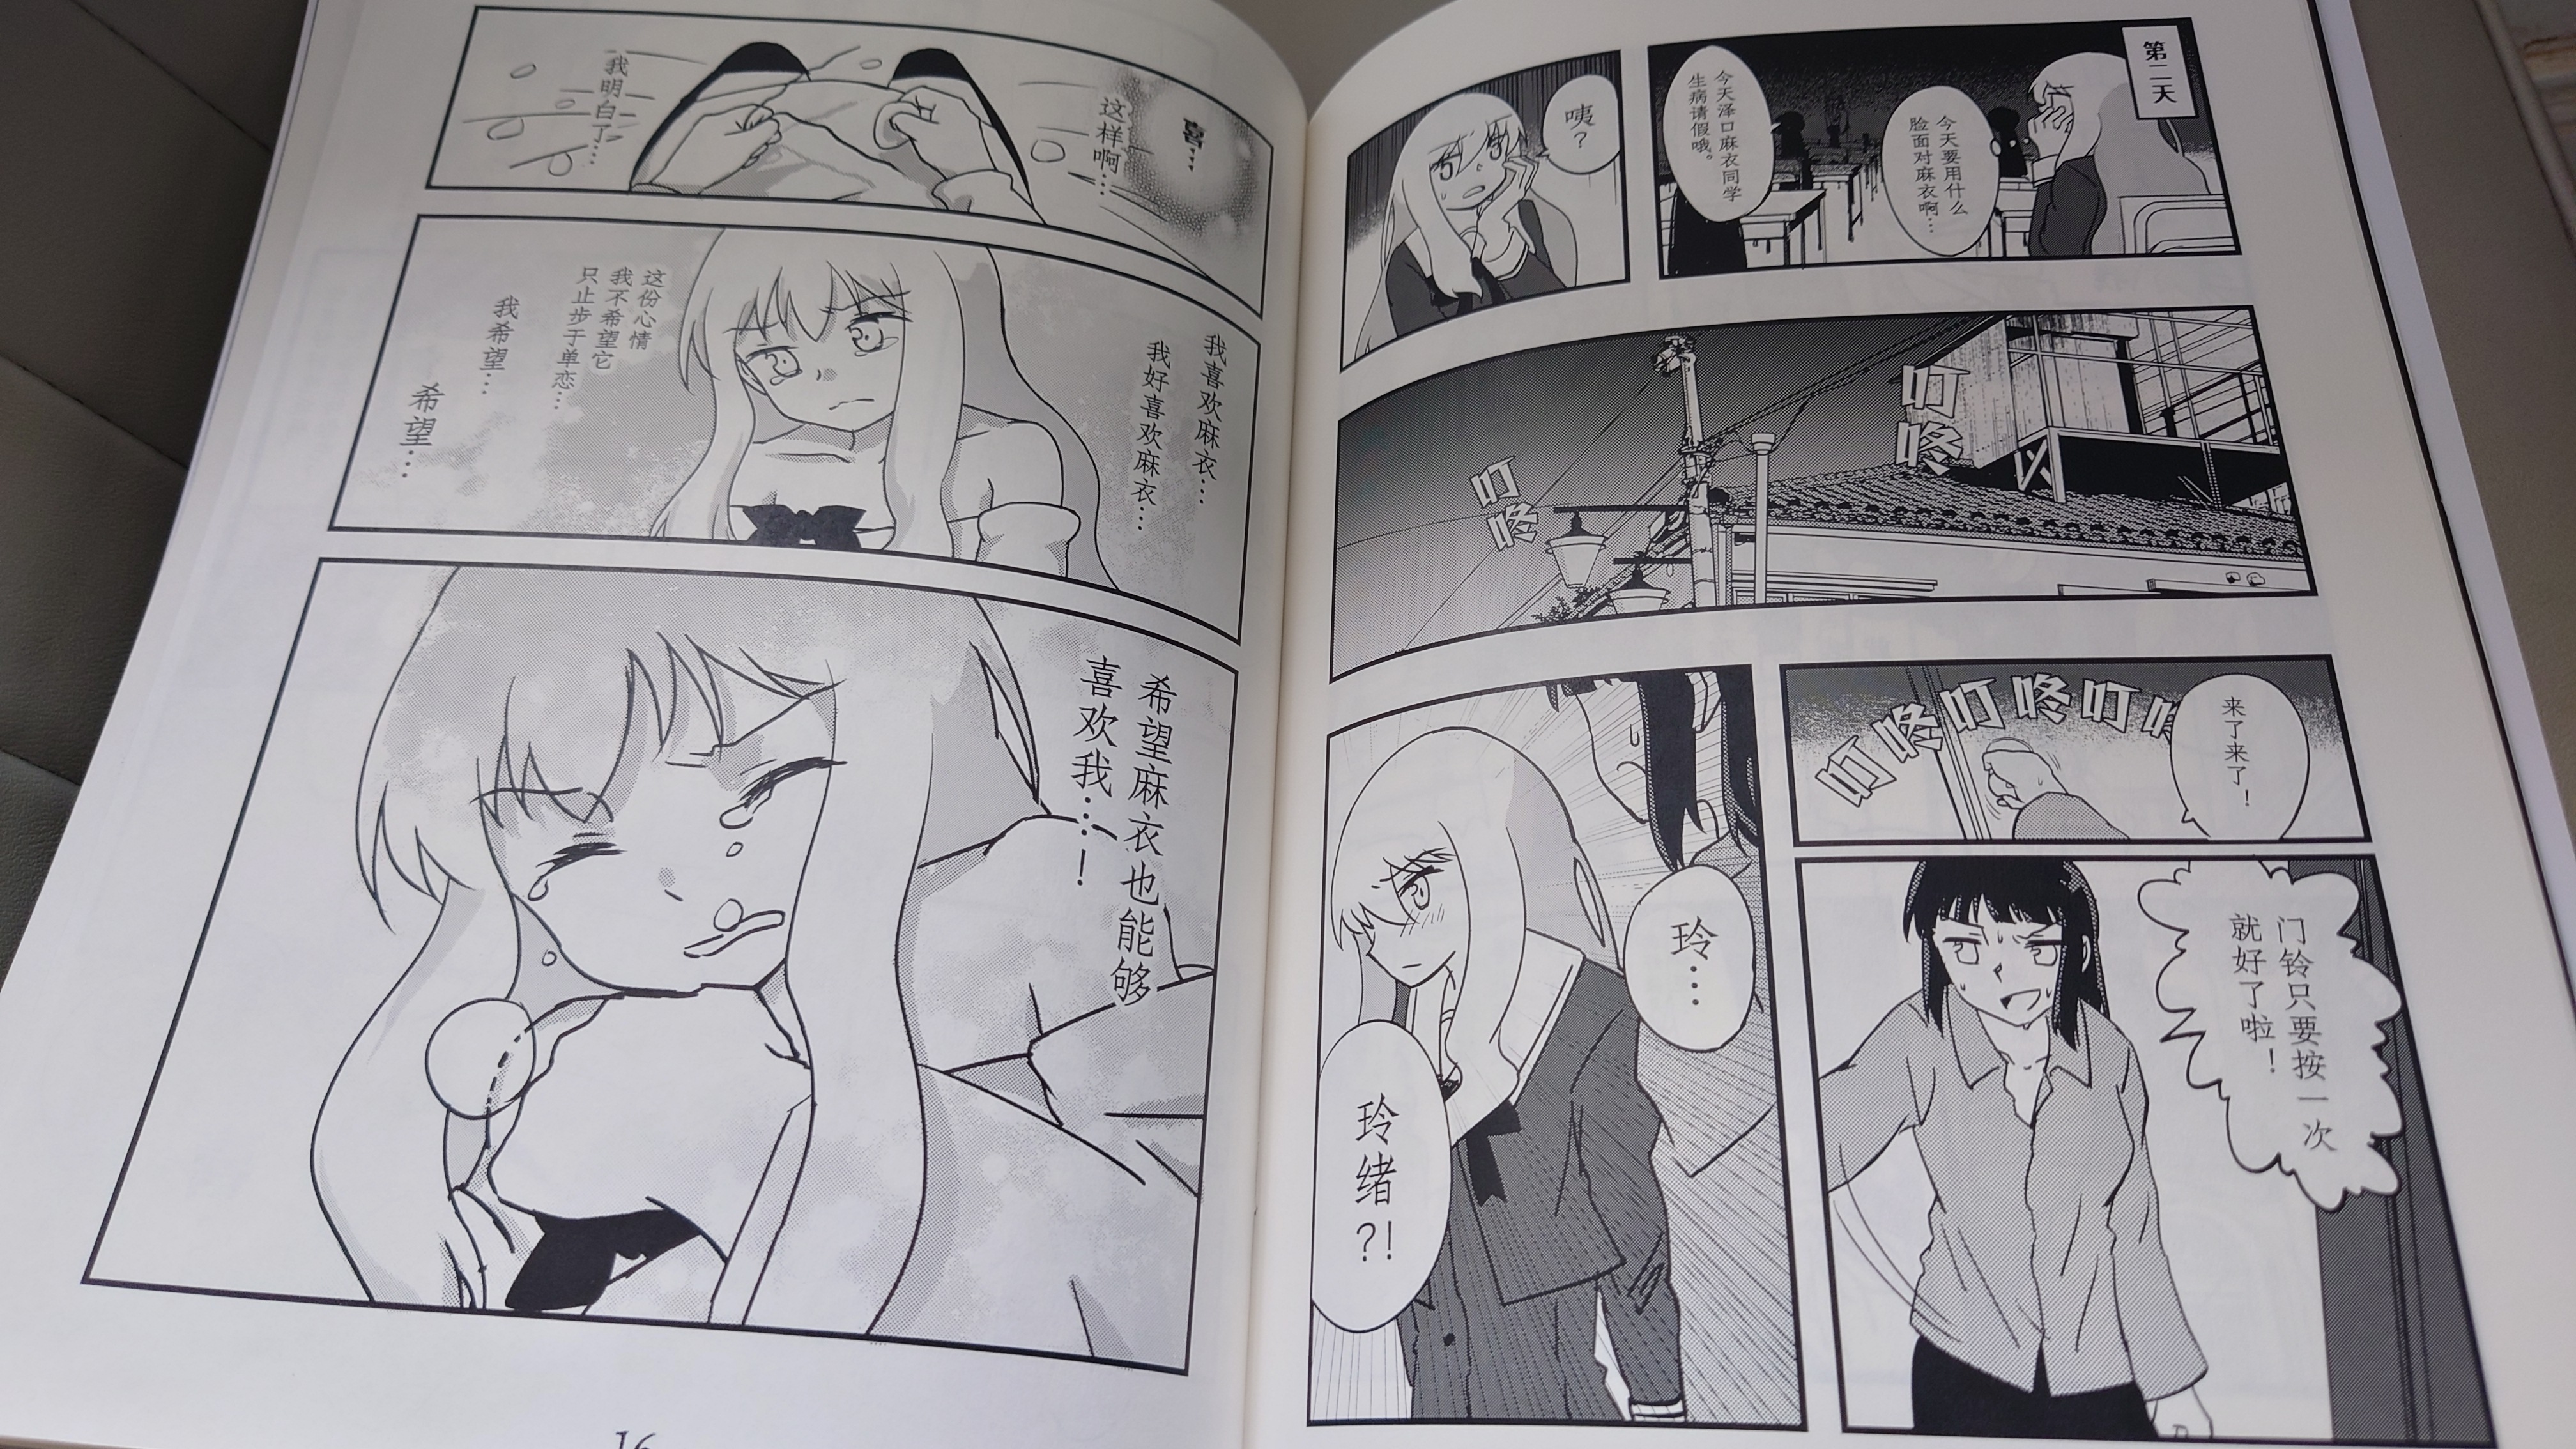 喜…
这样啊…
我明白了…
我喜欢麻衣…
我好喜欢麻衣…
这份心情
我不希望它
只止步于单恋…
我希望…
希望…
希望麻衣也能够
喜欢我…！
16
第二天
今天要用什么
脸面对麻衣啊…
今天泽口麻衣同学
生病请假哦。
咦？
叮咚
叮咚
来了来了！
叮咚叮咚叮咚
门铃只要按一次
就好了啦！
玲…
玲绪?!